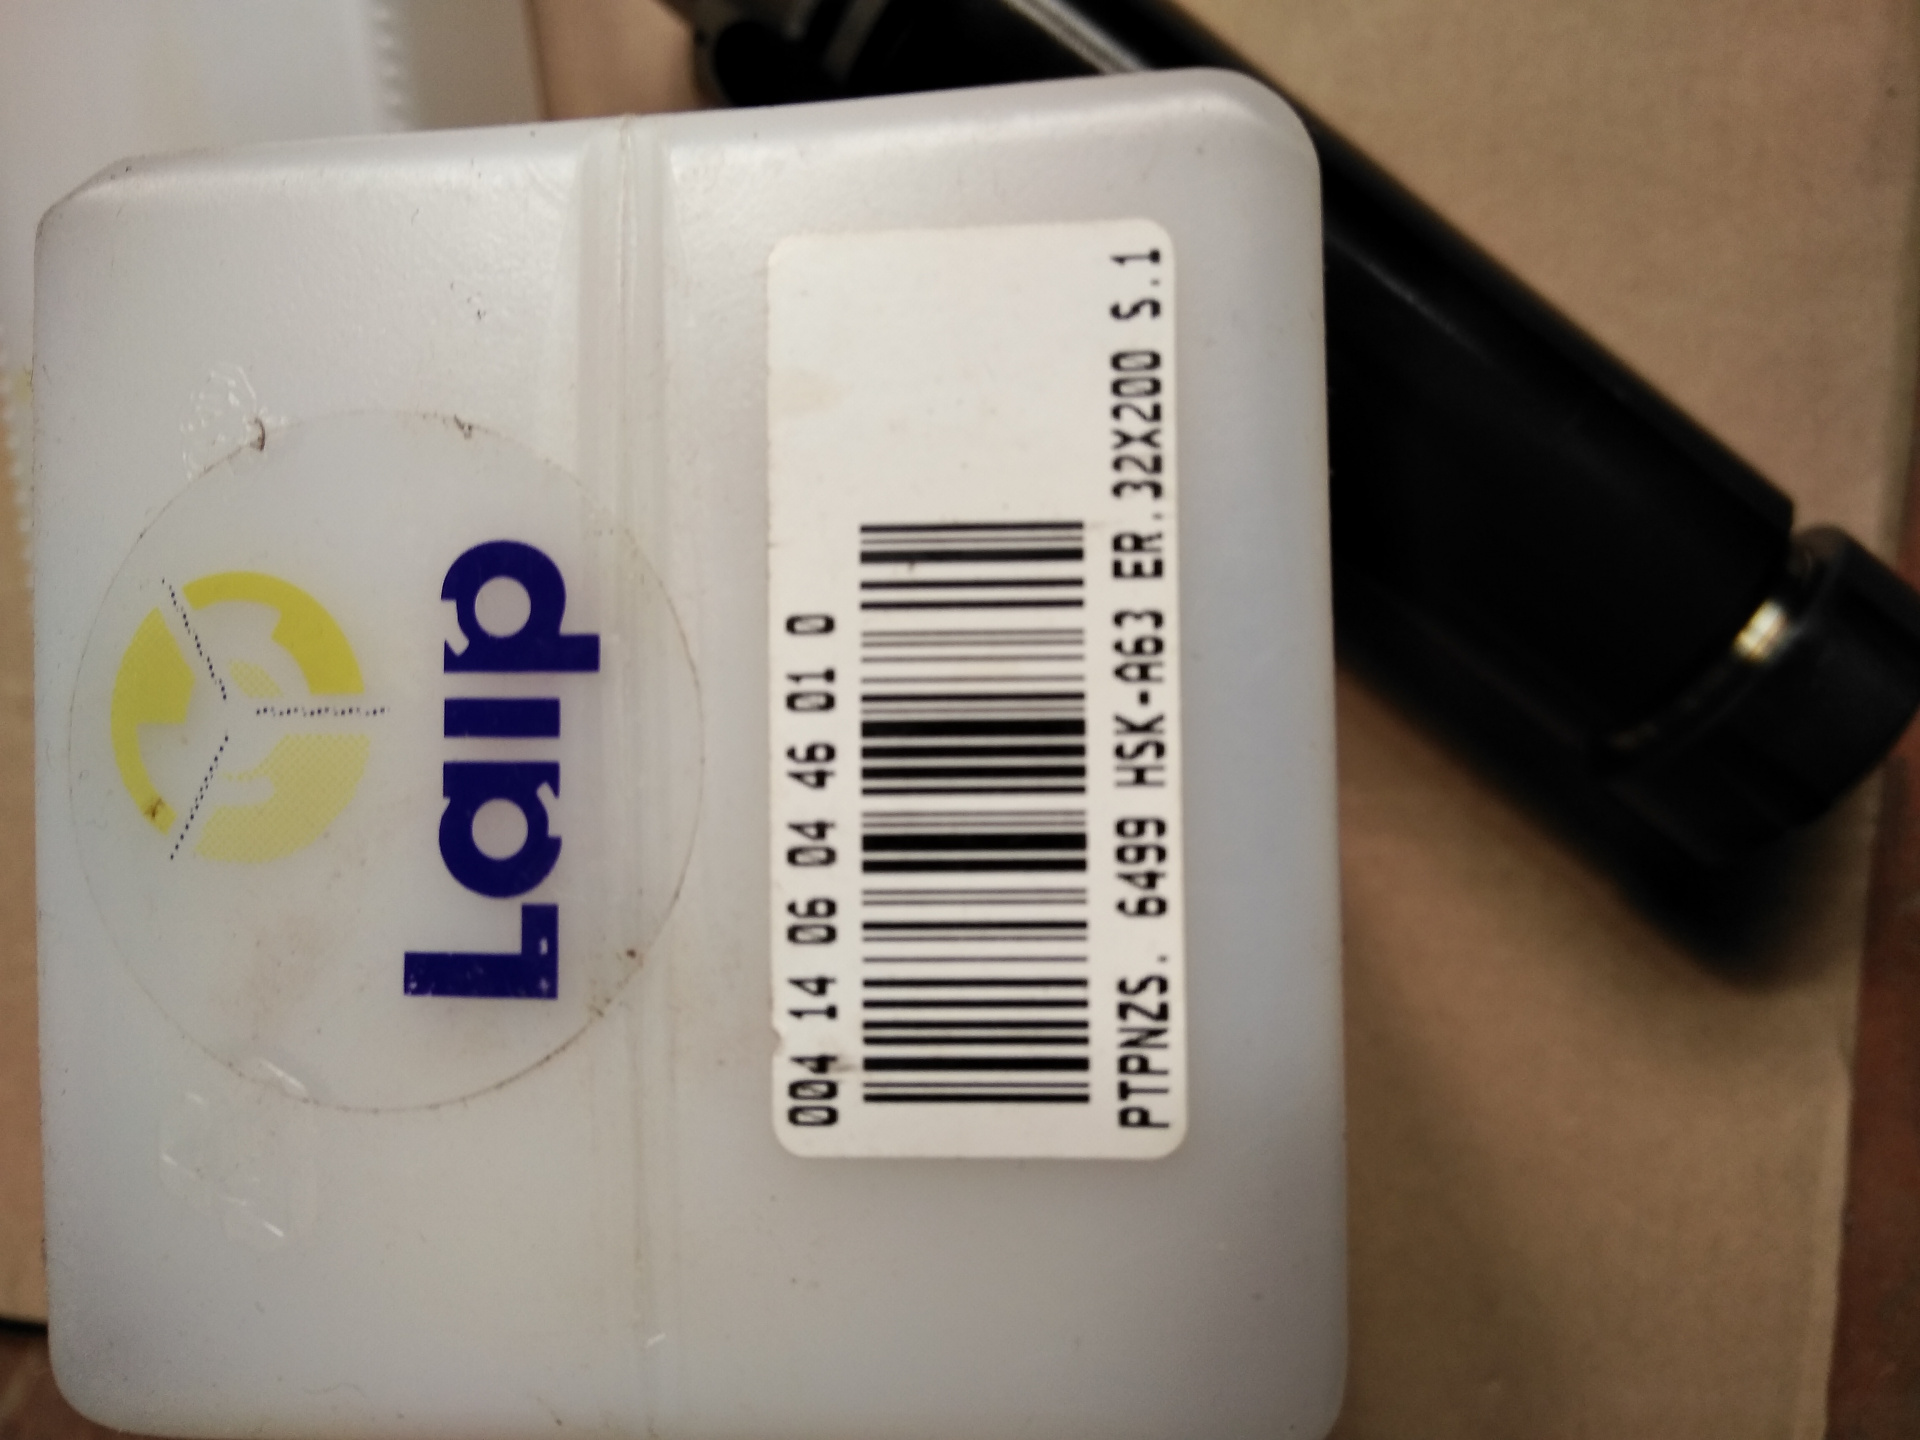 Laip
004 14 06 04 46 01 0
PTPNZS. 6499 HSK-A63 ER.32X200 S.1